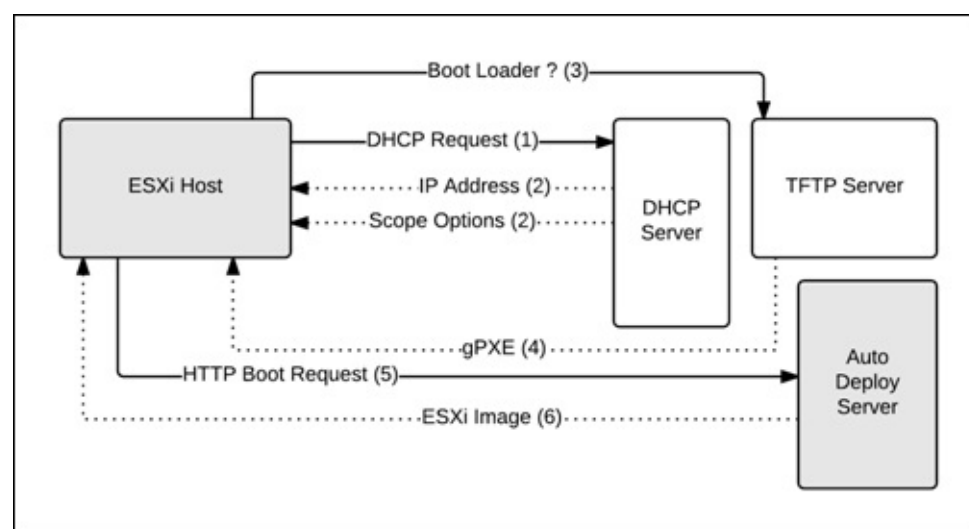 Boot Loader ? (3)
DHCP Request (1)
ESXi Host
IP Address (2)
TFTP Server
Scope Options (2)
DHCP
Server
gPXE (4)
HTTP Boot Request (5)
Auto
Deploy
Server
ESXi Image (6)